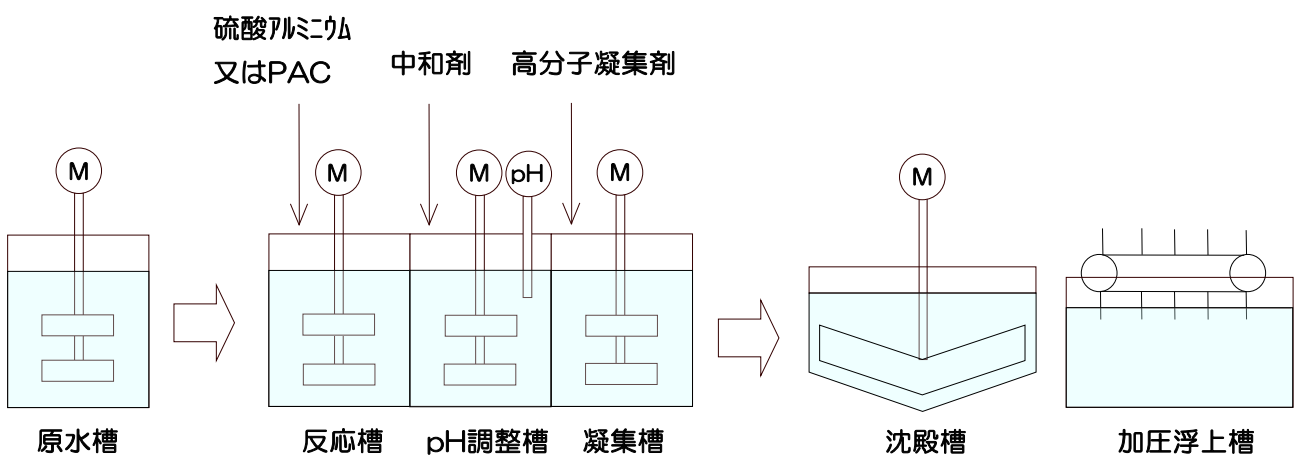 硫酸ｱﾙﾐﾆｳﾑ
又はPAC
中和剤
高分子凝集剤
M
M
M
pH
M
M
原水槽
反応槽
pH調整槽
凝集槽
沈殿槽
加圧浮上槽